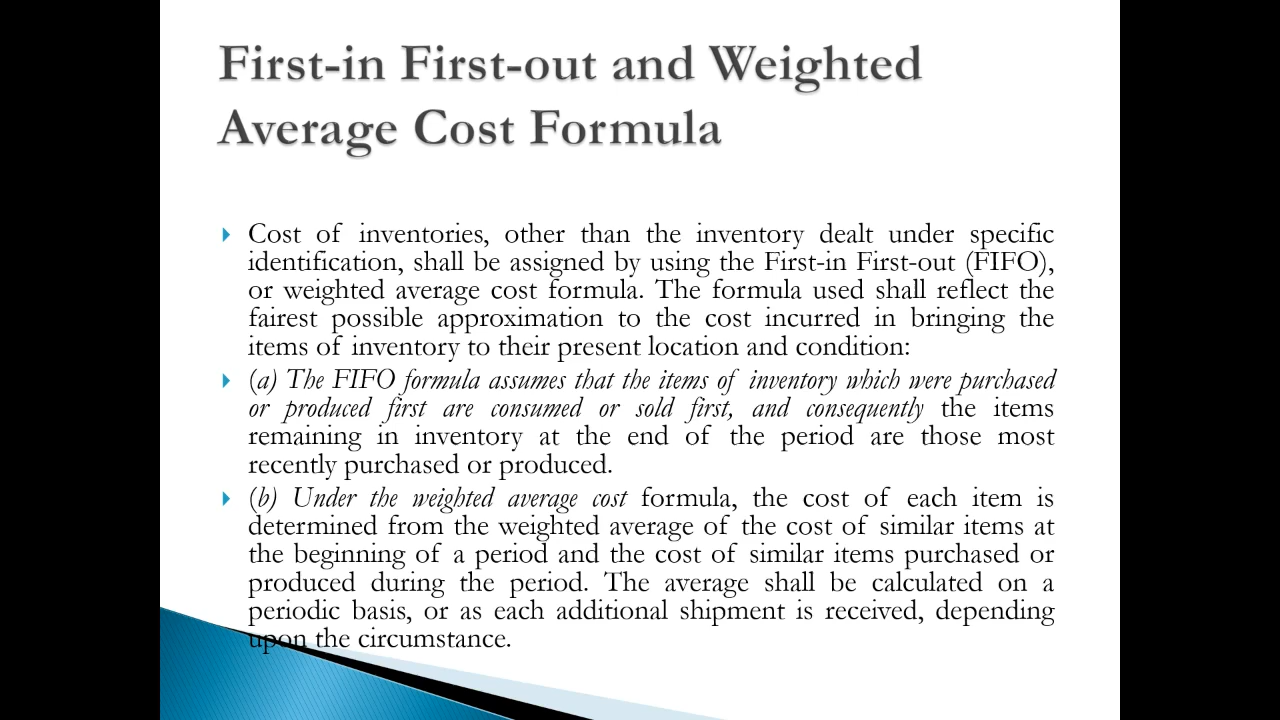 First-in First-out and Weighted
Average Cost Formula
Cost of inventories, other than the inventory dealt under specific
identification, shall be assigned by using the First-in First-out (FIFO),
or weighted average cost formula. The formula used shall reflect the
fairest possible approximation to the cost incurred in bringing the
items of inventory to their present location and condition:
(a) The FIFO formula assumes that the items of inventory which were purchased
or produced first are consumed or sold first, and consequently the items
remaining in inventory at the end of the period are those most
recently purchased or produced.
(b) Under the weighted average cost formula, the cost of each item is
determined from the weighted average of the cost of similar items at
the beginning of a period and the cost of similar items purchased or
produced during the period. The average shall be calculated on a
periodic basis, or as each additional shipment is received, depending
upon the circumstance.